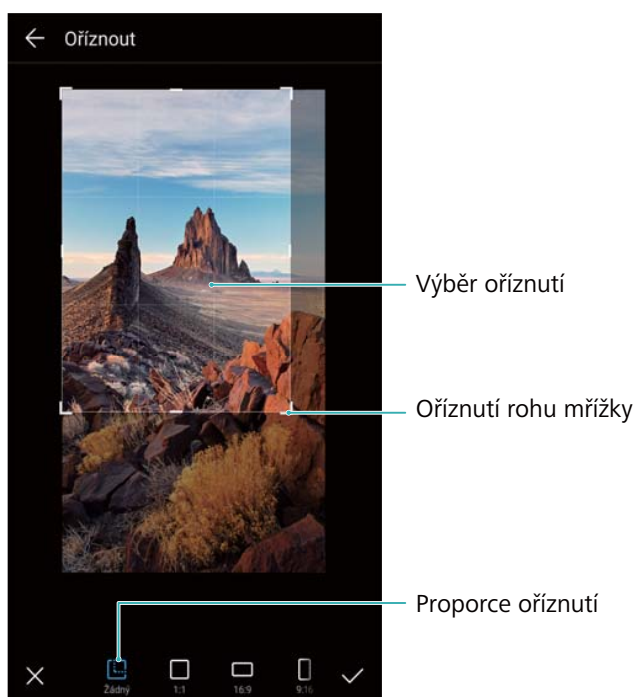 Oříznout
Výběr oříznutí
Oříznutí rohu mřížky
Proporce oříznutí
Žádný
1:1
16:9
9:16